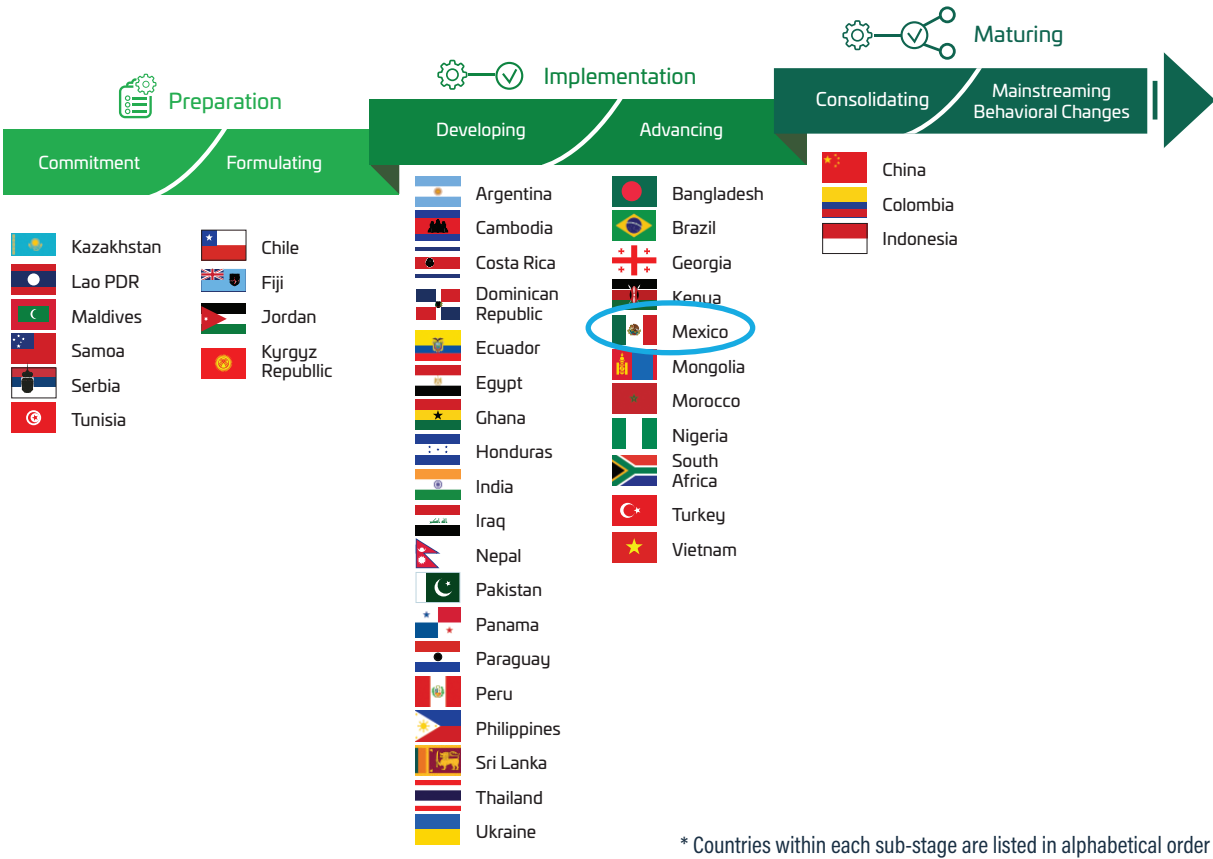 Preparation
Commitment
Formulating
Kazakhstan
Lao PDR
Maldives
Samoa
Serbia
Tunisia
Chile
Fiji
Jordan
Kyrgyz
Republlic
Implementation
Developing
Advancing
Argentina
Cambodia
Costa Rica
Dominican
Republic
Ecuador
Egypt
Ghana
Honduras
India
Iraq
Nepal
Pakistan
Panama
Paraguay
Peru
Philippines
Sri Lanka
Thailand
Ukraine
Bangladesh
Brazil
Georgia
Kenya
Mexico
Mongolia
Morocco
Nigeria
South
Africa
Turkey
Vietnam
Maturing
Consolidating
Mainstreaming
Behavioral Changes
China
Colombia
Indonesia
* Countries within each sub-stage are listed in alphabetical order